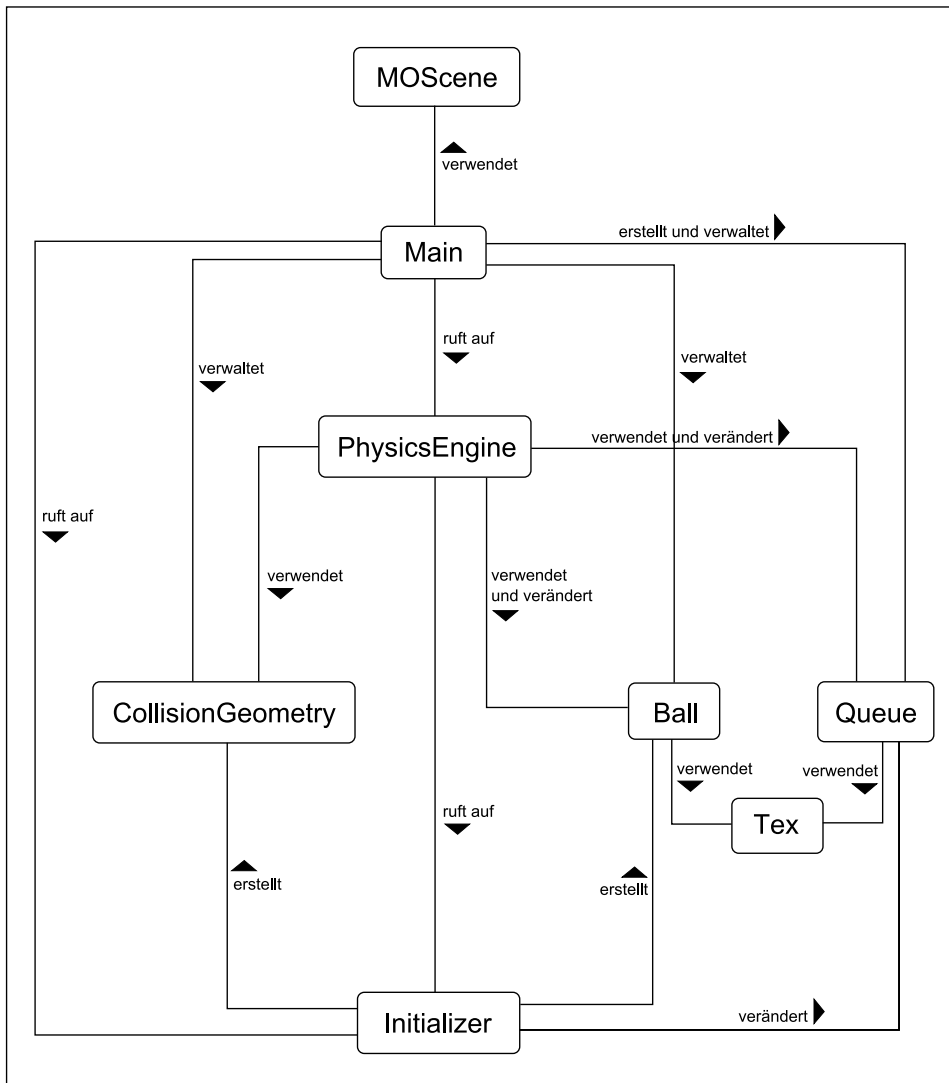 MOScene
verwendet
erstellt und verwaltet
Main
ruft auf
verwaltet
verwaltet
PhysicsEngine
verwendet und verändert
ruft auf
verwendet
verwendet
und verändert
CollisionGeometry
Ball
Queue
verwendet
verwendet
Tex
ruft auf
erstellt
erstellt
Initializer
verändert